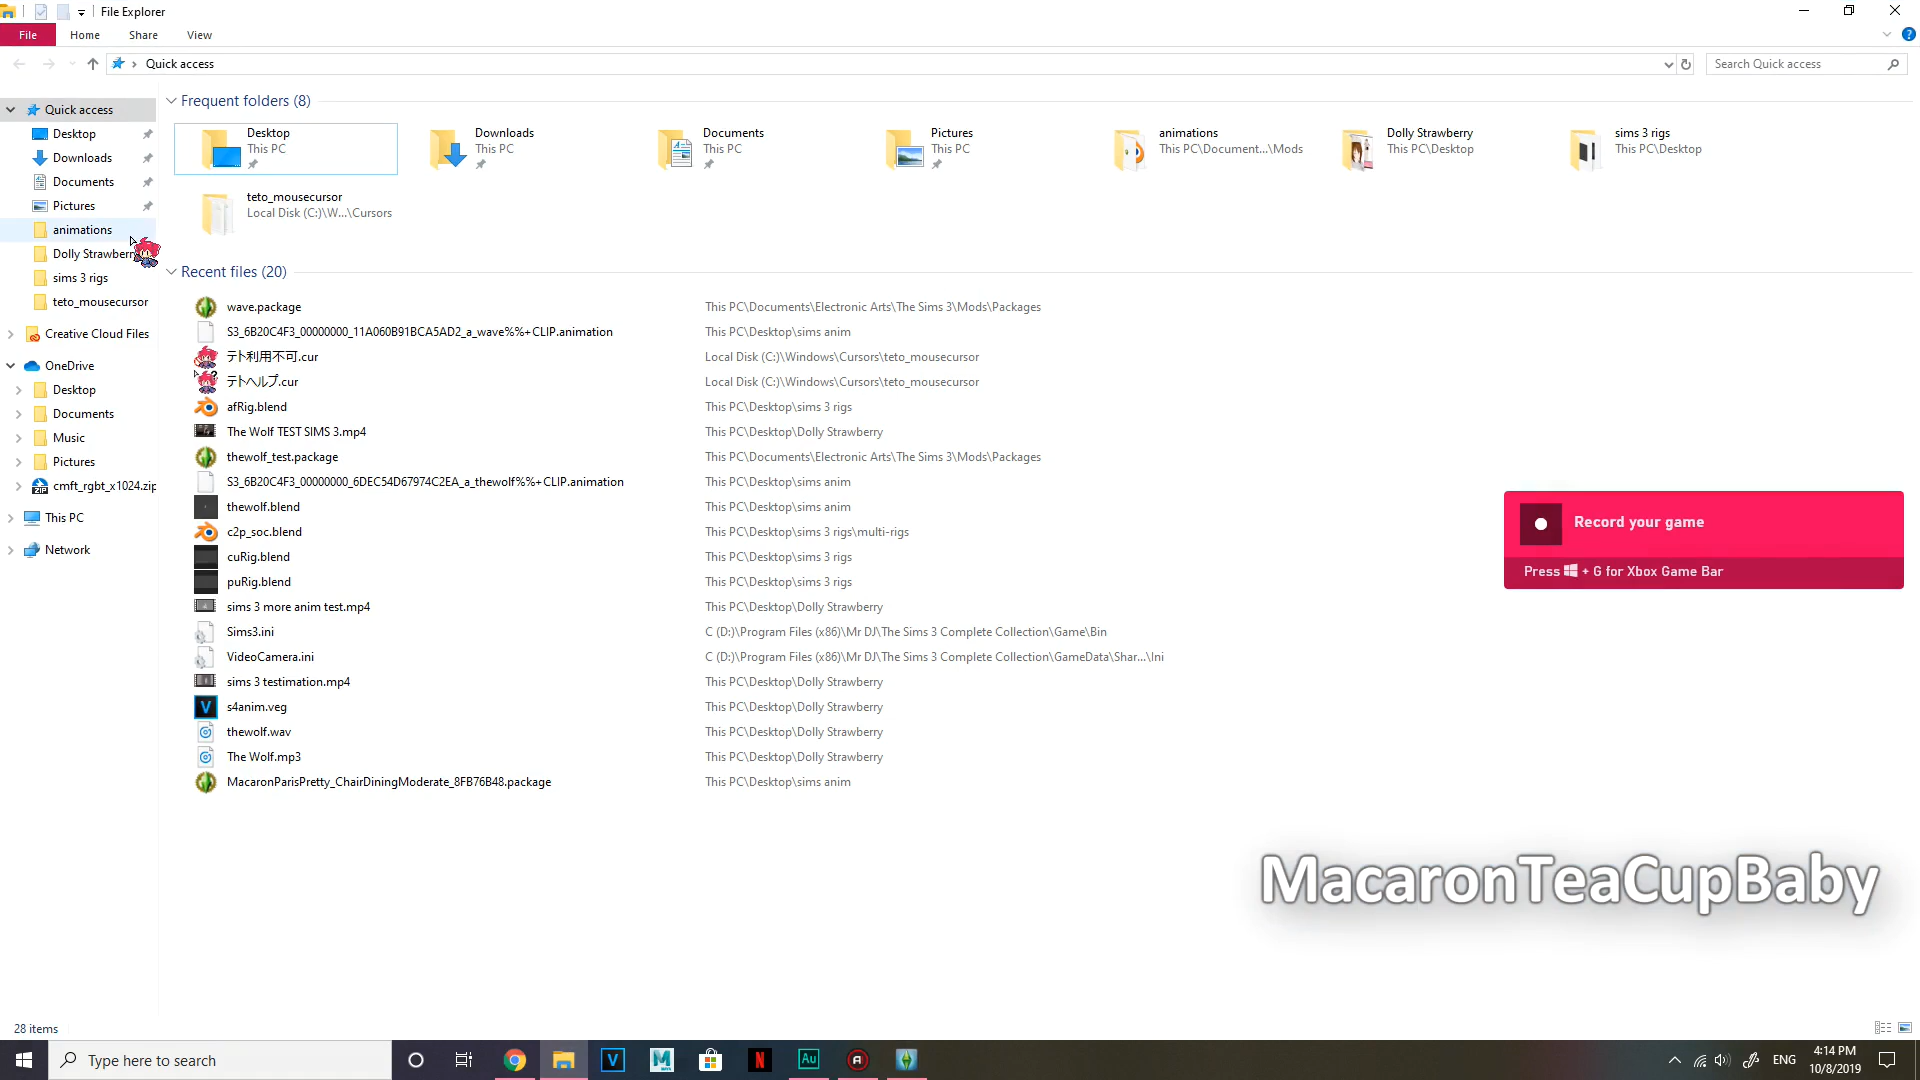 File Explorer
File Home Share View
Quick access
Search Quick access
Quick access
Desktop
Downloads
Documents
Pictures
animations
Dolly Strawberr
sims 3 rigs
teto_mousecursor
Creative Cloud Files
OneDrive
Desktop
Documents
Music
Pictures
cmft_rgbt_x1024.zip
This PC
Network
Frequent folders (8)
Desktop
This PC
Downloads
This PC
Documents
This PC
Pictures
This PC
animations
This PC\Document...\Mods
Dolly Strawberry
This PC\Desktop
sims 3 rigs
This PC\Desktop
teto_mousecursor
Local Disk (C:)\W...\Cursors
Recent files (20)
wave.package This PC\Documents\Electronic Arts\The Sims 3\Mods\Packages
S3_6B20C4F3_00000000_11A060B91BCA5AD2_a_wave%%+CLIP.animation This PC\Desktop\sims anim
テト利用不可.cur Local Disk (C:)\Windows\Cursors\teto_mousecursor
テトヘルプ.cur Local Disk (C:)\Windows\Cursors\teto_mousecursor
afRig.blend This PC\Desktop\sims 3 rigs
The Wolf TEST SIMS 3.mp4 This PC\Desktop\Dolly Strawberry
thewolf_test.package This PC\Documents\Electronic Arts\The Sims 3\Mods\Packages
S3_6B20C4F3_00000000_6DEC54D67974C2EA_a_thewolf%%+CLIP.animation This PC\Desktop\sims anim
thewolf.blend This PC\Desktop\sims anim
c2p_soc.blend This PC\Desktop\sims 3 rigs\multi-rigs
cuRig.blend This PC\Desktop\sims 3 rigs
puRig.blend This PC\Desktop\sims 3 rigs
sims 3 more anim test.mp4 This PC\Desktop\Dolly Strawberry
Sims3.ini C (D:)\Program Files (x86)\Mr DJ\The Sims 3 Complete Collection\Game\Bin
VideoCamera.ini C (D:)\Program Files (x86)\Mr DJ\The Sims 3 Complete Collection\GameData\Shar...\Ini
sims 3 testimation.mp4 This PC\Desktop\Dolly Strawberry
s4anim.veg This PC\Desktop\Dolly Strawberry
thewolf.wav This PC\Desktop\Dolly Strawberry
The Wolf.mp3 This PC\Desktop\Dolly Strawberry
MacaronParisPretty_ChairDiningModerate_8FB76B48.package This PC\Desktop\sims anim
Record your game
Press + G for Xbox Game Bar
MacaronTeaCupBaby
28 items
Type here to search
ENG
4:14 PM
10/8/2019